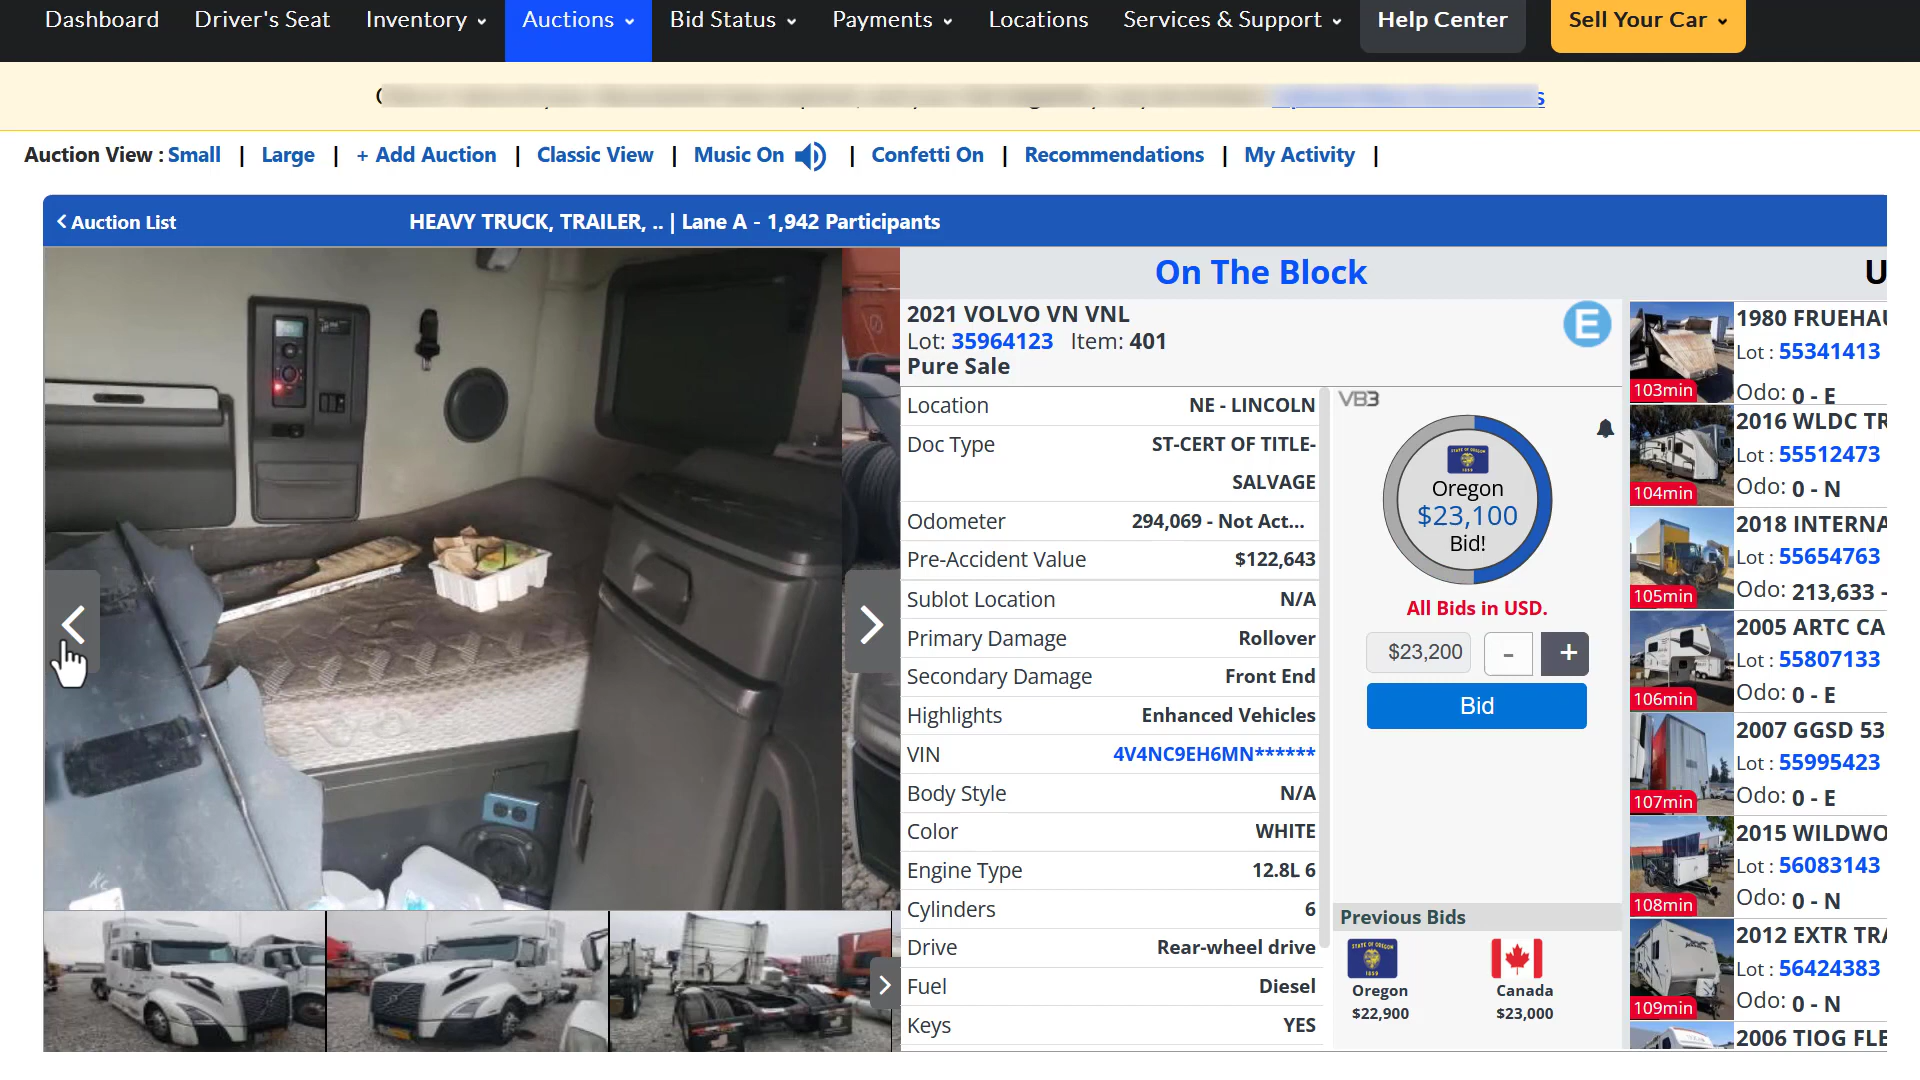 Dashboard
Driver's Seat
Inventory
Auctions
Bid Status
Payments
Locations
Services & Support
Help Center
Sell Your Car
Auction View : Small | Large | + Add Auction | Classic View | Music On | Confetti On | Recommendations | My Activity |
Auction List
HEAVY TRUCK, TRAILER, .. | Lane A - 1,942 Participants
On The Block
U
2021 VOLVO VN VNL
Lot: 35964123 Item: 401
Pure Sale
E
Location NE - LINCOLN
Doc Type ST-CERT OF TITLE-
SALVAGE
Odometer 294,069 - Not Act...
Pre-Accident Value $122,643
Sublot Location N/A
Primary Damage Rollover
Secondary Damage Front End
Highlights Enhanced Vehicles
VIN 4V4NC9EH6MN******
Body Style N/A
Color WHITE
Engine Type 12.8L 6
Cylinders 6
Drive Rear-wheel drive
Fuel Diesel
Keys YES
VB3
Oregon
$23,100
Bid!
All Bids in USD.
$23,200
-
+
Bid
Previous Bids
Oregon
$22,900
Canada
$23,000
1980 FRUEHAU
Lot : 55341413
Odo: 0 - E
103min
2016 WLDC TR
Lot : 55512473
Odo: 0 - N
104min
2018 INTERNA
Lot : 55654763
Odo: 213,633 -
105min
2005 ARTC CA
Lot : 55807133
Odo: 0 - E
106min
2007 GGSD 53
Lot : 55995423
Odo: 0 - E
107min
2015 WILDWO
Lot : 56083143
Odo: 0 - N
108min
2012 EXTR TRA
Lot : 56424383
Odo: 0 - N
109min
2006 TIOG FLE